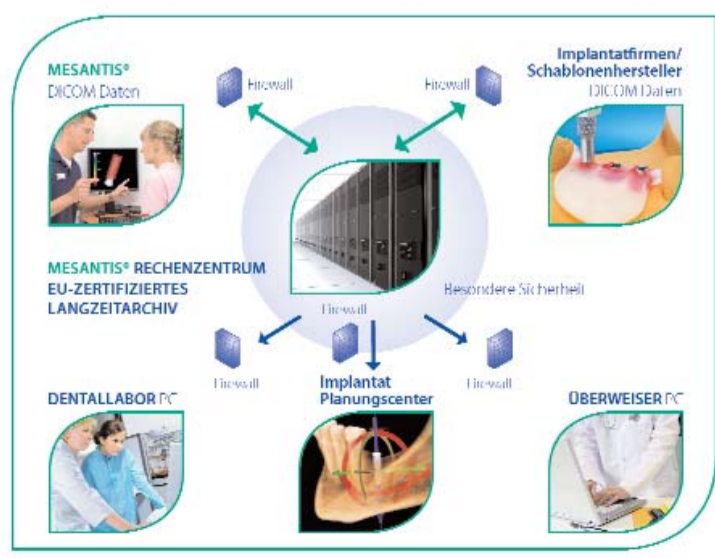 MESANTIS®
DICOM Daten
Firewall
Firewall
Implantatfirmen/
Schablonenhersteller
DICOM Daten
MESANTIS® RECHENZENTRUM
EU-ZERTIFIZIERTES
LANGZEITARCHIV
Besondere Sicherheit
Firewall
Firewall
Firewall
DENTALLABOR PC
Implantat
Planungscenter
ÜBERWEISER PC